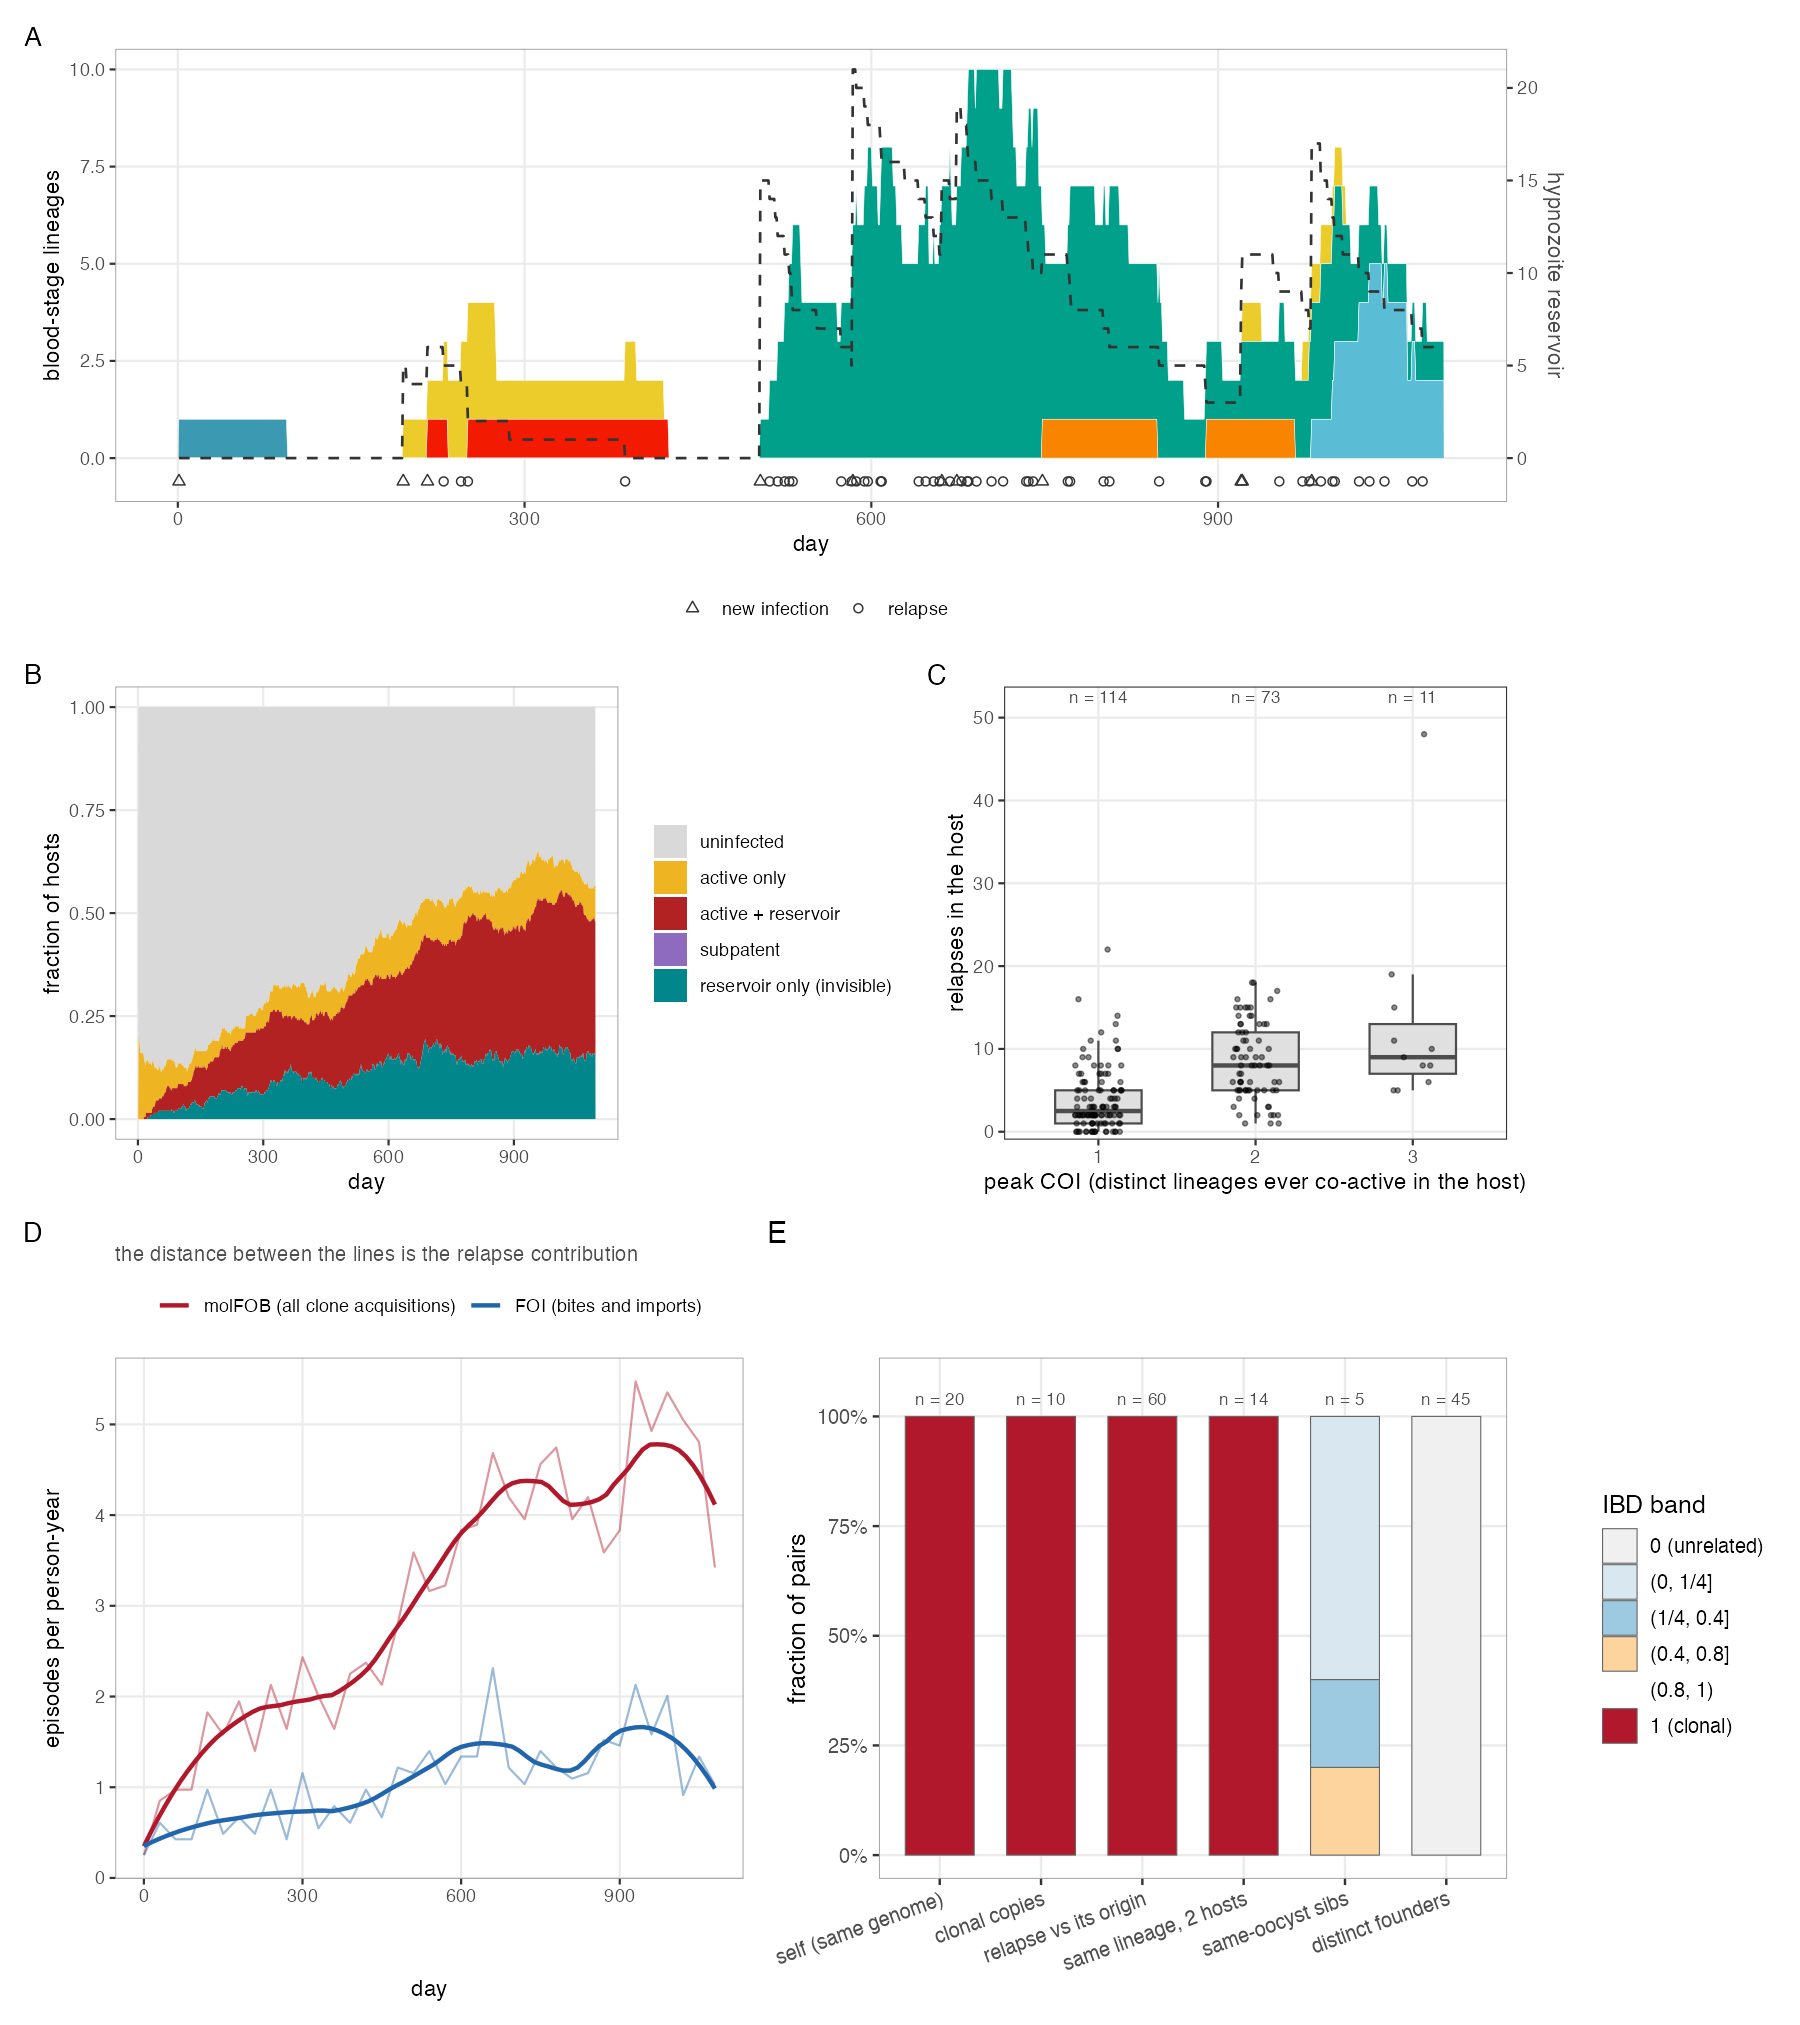 A
10.0
7.5
5.0
2.5
0.0
blood-stage lineages
20
15
10
5
0
hypnozoite reservoir
0
300
600
900
day
new infection
relapse
B
1.00
0.75
0.50
0.25
0.00
fraction of hosts
0
300
600
900
day
uninfected
active only
active + reservoir
subpatent
reservoir only (invisible)
C
n = 114
n = 73
n = 11
50
40
30
20
10
0
relapses in the host
1
2
3
peak COI (distinct lineages ever co-active in the host)
D
the distance between the lines is the relapse contribution
molFOB (all clone acquisitions)
FOI (bites and imports)
5
4
3
2
1
0
episodes per person-year
0
300
600
900
day
E
n = 20
n = 10
n = 60
n = 14
n = 5
n = 45
100%
75%
50%
25%
0%
fraction of pairs
self (same genome)
clonal copies
relapse vs its origin
same lineage, 2 hosts
same-oocyst sibs
distinct founders
IBD band
0 (unrelated)
(0, 1/4]
(1/4, 0.4]
(0.4, 0.8]
(0.8, 1)
1 (clonal)